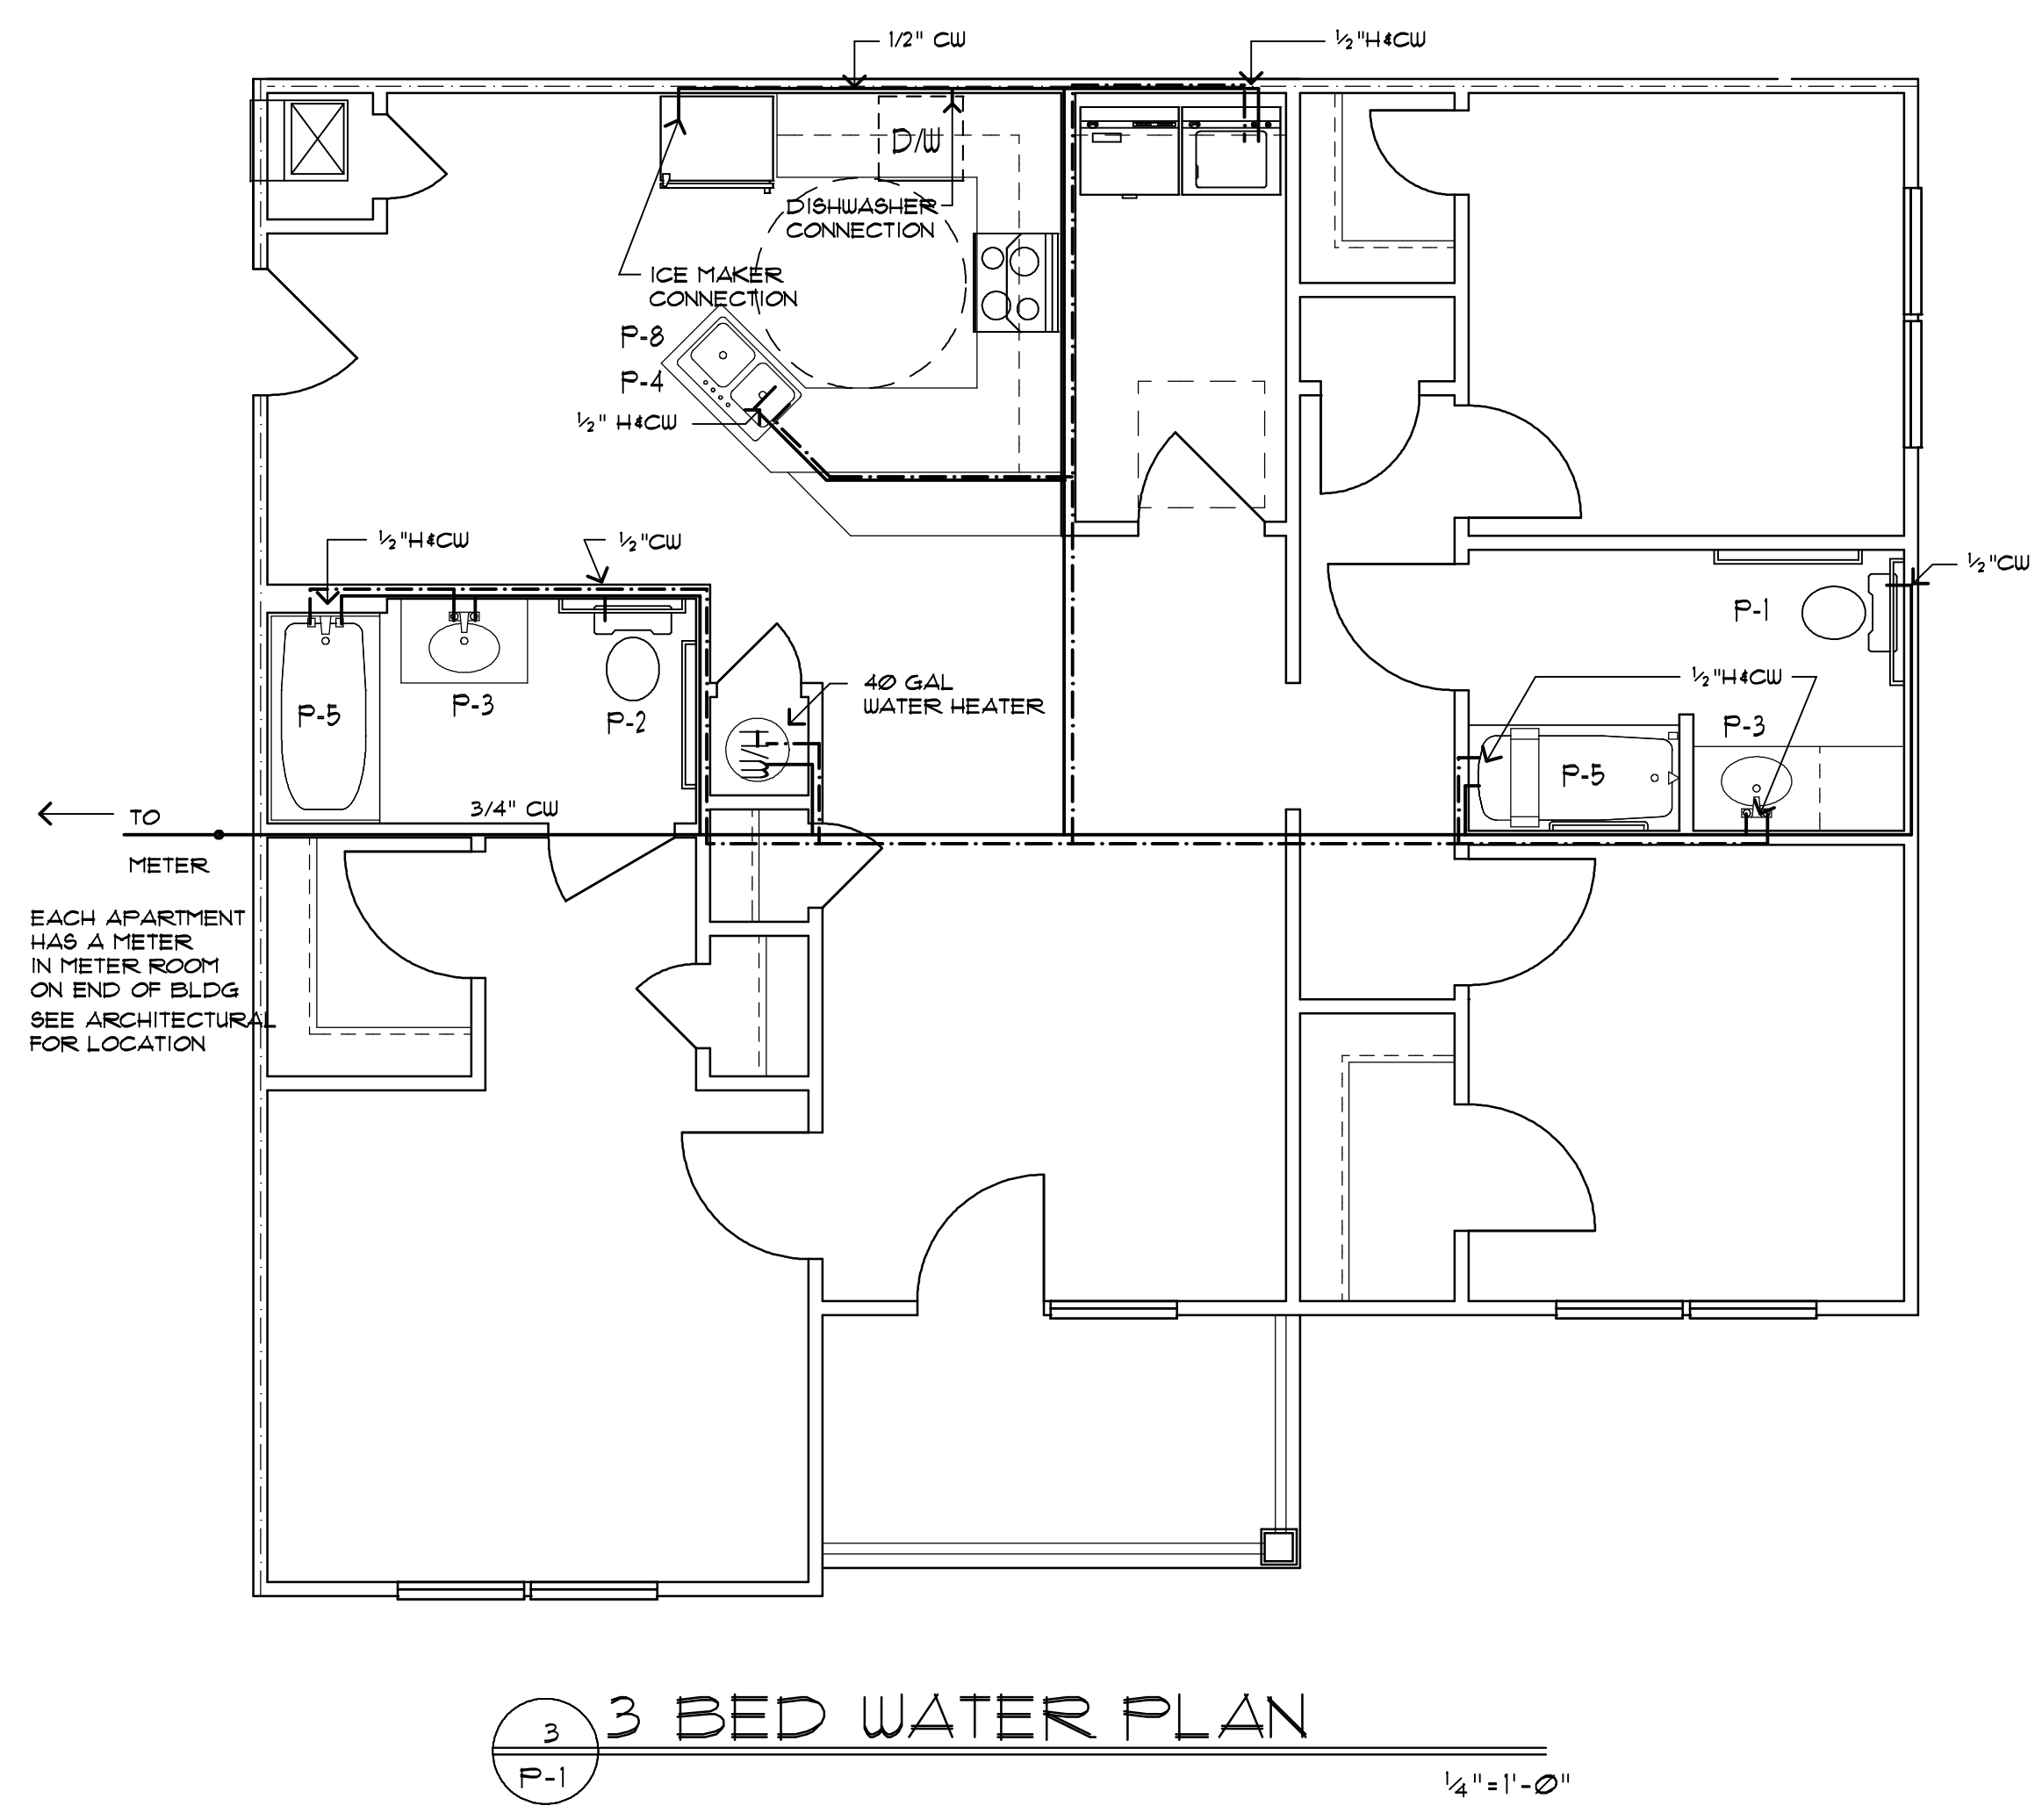 1/2" CW
½"H&CW
D/W
DISHWASHER
CONNECTION
ICE MAKER
CONNECTION
P-8
P-4
½" H&CW
½"H&CW
½"CW
½"CW
P-1
½"H&CW
40 GAL
WATER HEATER
P-5
P-3
P-2
P-3
W/H
P-5
3/4" CW
TO
METER
EACH APARTMENT
HAS A METER
IN METER ROOM
ON END OF BLDG
SEE ARCHITECTURAL
FOR LOCATION
3
P-1
3 BED WATER PLAN
¼"=1'-0"